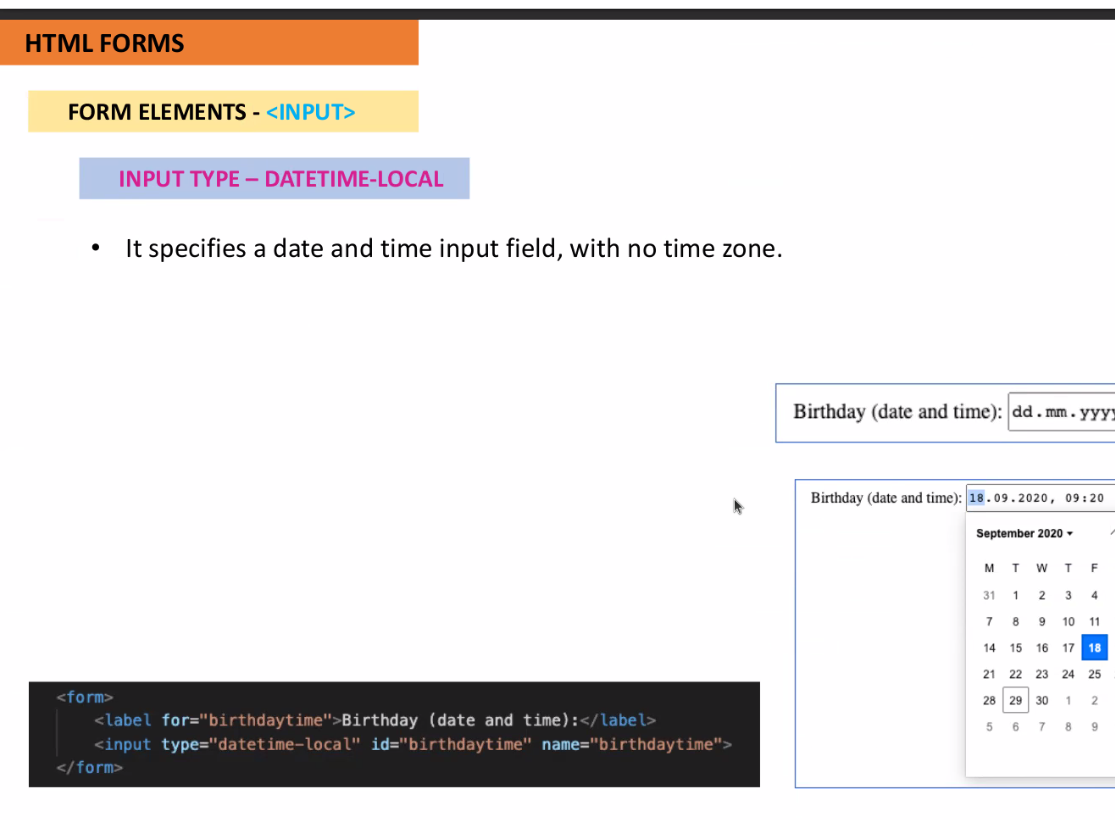 HTML FORMS
FORM ELEMENTS - <INPUT>
INPUT TYPE – DATETIME-LOCAL
• It specifies a date and time input field, with no time zone.
Birthday (date and time): dd.mm.yyyy
Birthday (date and time): 18.09.2020, 09:20
September 2020
M T W T F
31 1 2 3 4
7 8 9 10 11
14 15 16 17 18
21 22 23 24 25
28 29 30 1 2
5 6 7 8 9
<form>
<label for="birthdaytime">Birthday (date and time):</label>
<input type="datetime-local" id="birthdaytime" name="birthdaytime">
</form>